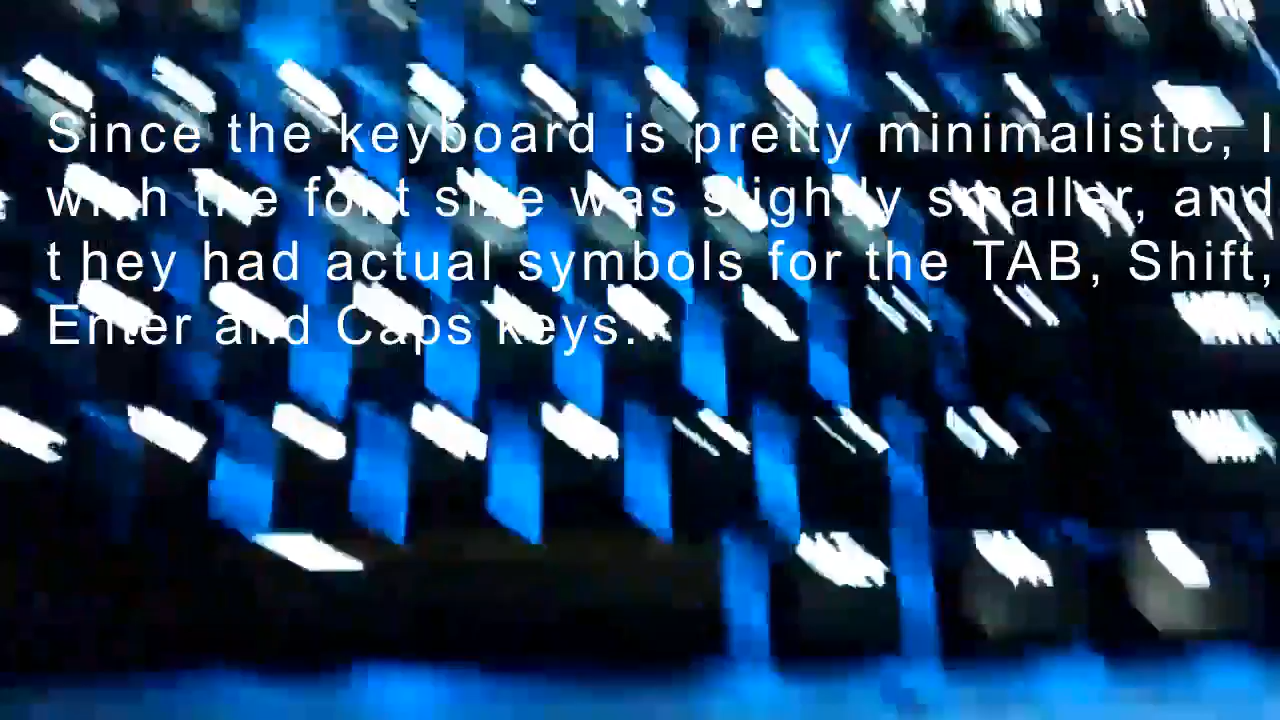 Since the keyboard is pretty minimalistic, I
wish the font size was slightly smaller, and
t hey had actual symbols for the TAB, Shift,
Enter and Caps keys.